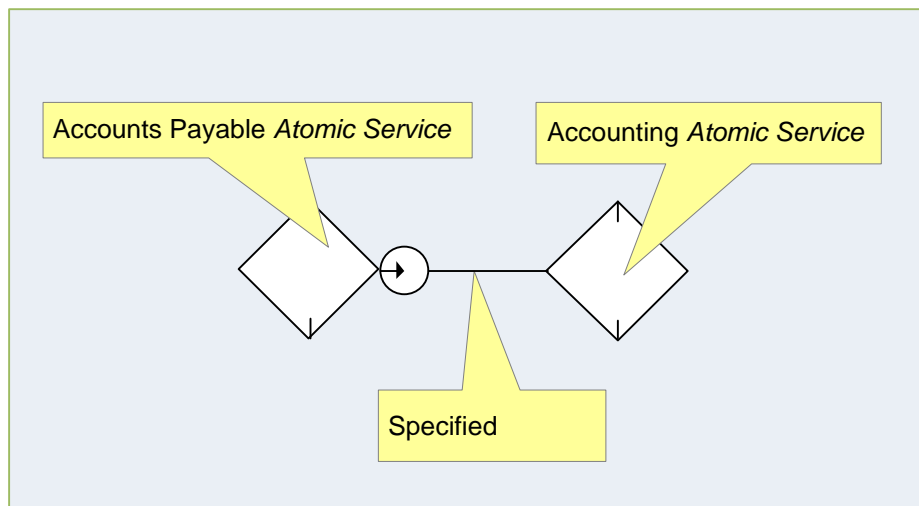 Accounts Payable Atomic Service
Accounting Atomic Service
Specified